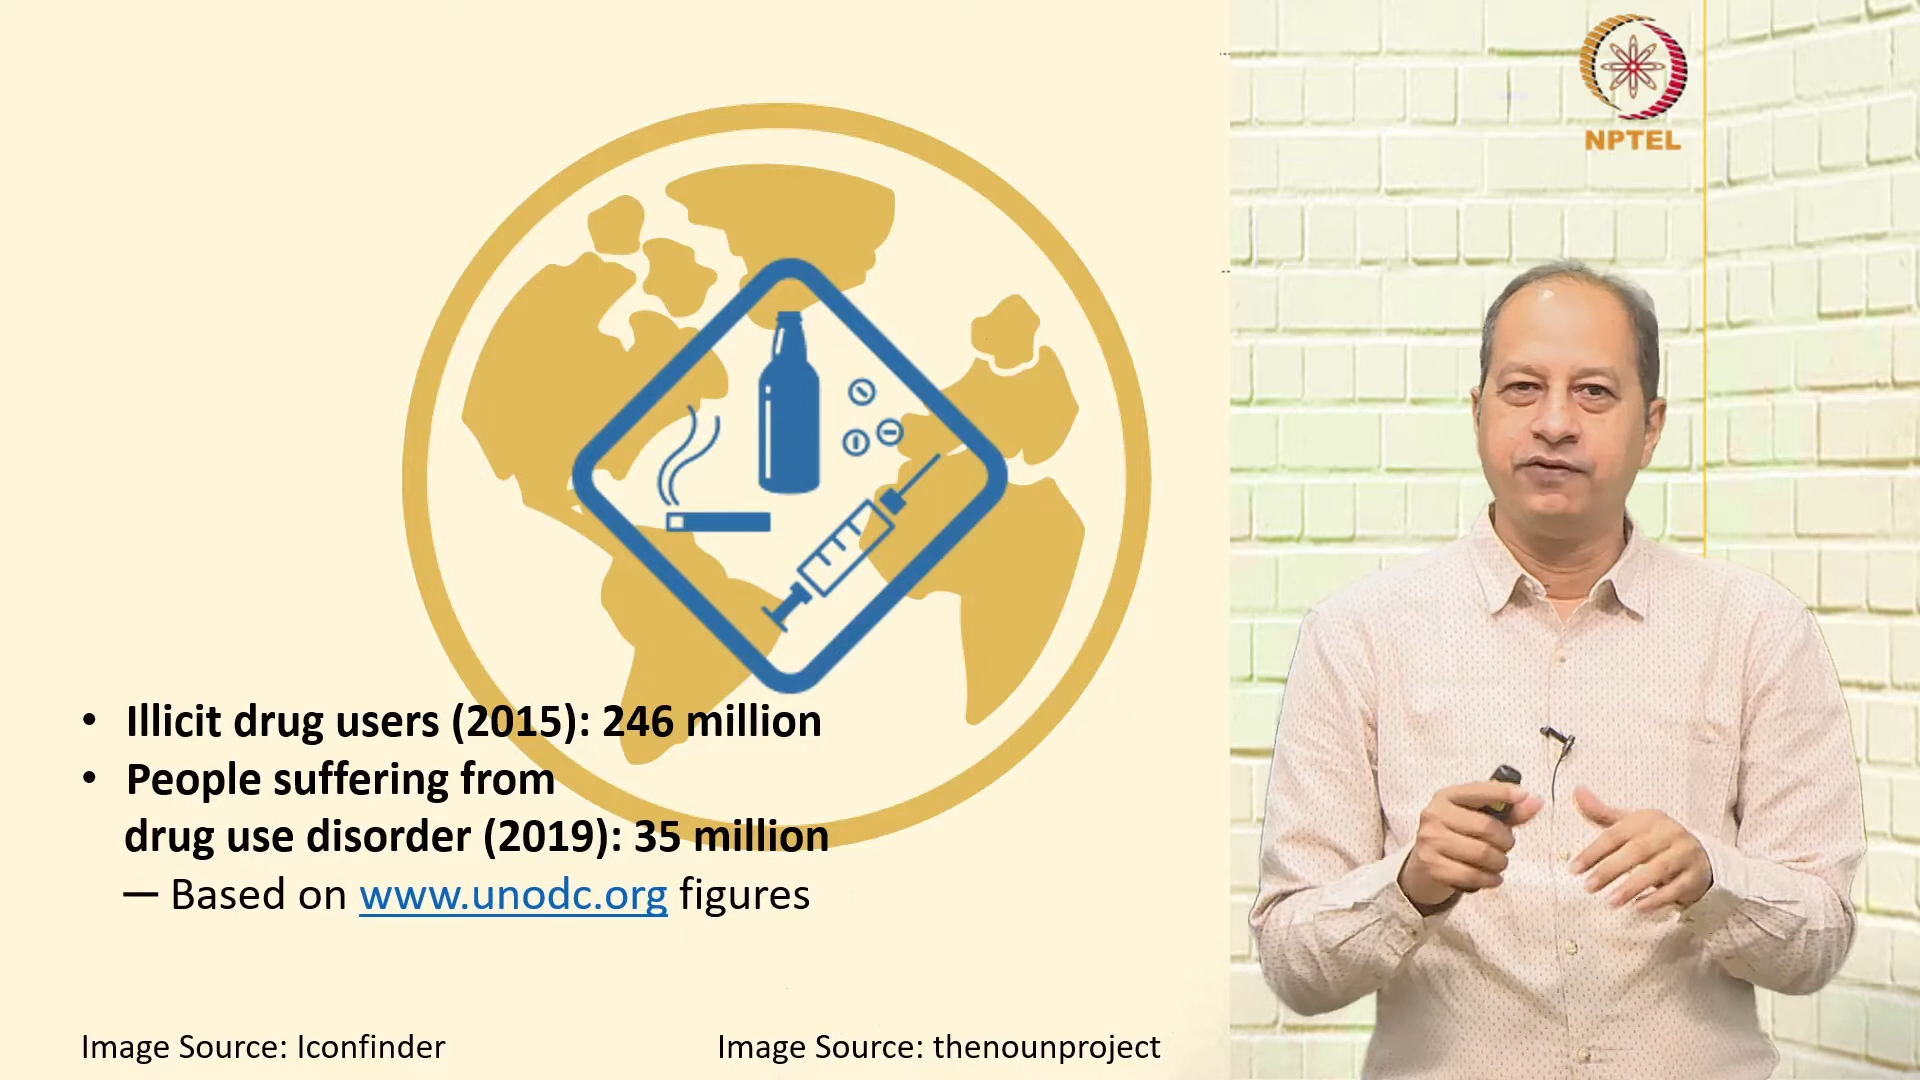 NPTEL
• Illicit drug users (2015): 246 million
• People suffering from
drug use disorder (2019): 35 million
— Based on www.unodc.org figures
Image Source: Iconfinder
Image Source: thenounproject